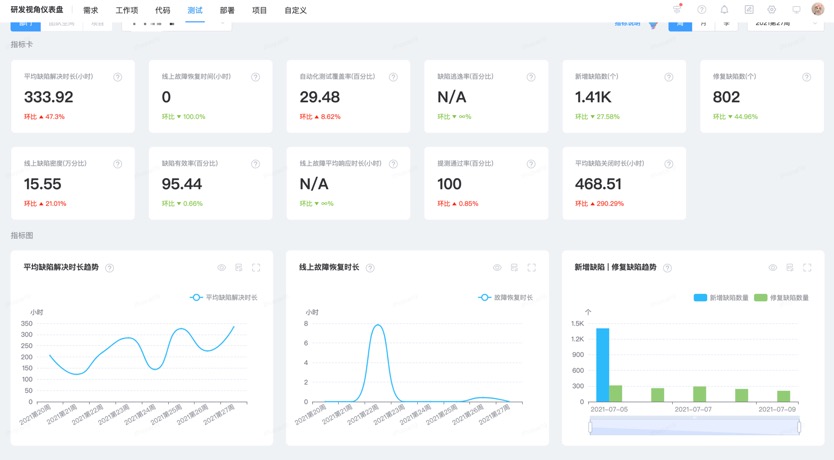 研发视角仪表盘 需求 工作项 代码 测试 部署 项目 自定义
部门 项目
指标说明 周 月 季 2021第27周
指标卡
平均缺陷解决时长(小时) 线上故障恢复时间(小时) 自动化测试覆盖率(百分比) 缺陷逃逸率(百分比) 新增缺陷数(个) 修复缺陷数(个)
333.92 0 29.48 N/A 1.41K 802
环比 ▲ 47.3% 环比 ▼ 100.0% 环比 ▲ 8.62% 环比 ▼ ∞% 环比 ▼ 27.58% 环比 ▼ 44.96%
线上缺陷密度(万分比) 缺陷有效率(百分比) 线上故障平均响应时长(小时) 提测通过率(百分比) 平均缺陷关闭时长(小时)
15.55 95.44 N/A 100 468.51
环比 ▲ 21.01% 环比 ▼ 0.66% 环比 ▼ ∞% 环比 ▲ 0.85% 环比 ▲ 290.29%
指标图
平均缺陷解决时长趋势
平均缺陷解决时长
小时
350
300
250
200
150
100
50
0
2021第20周 2021第21周 2021第22周 2021第23周 2021第24周 2021第25周 2021第26周 2021第27周
线上故障恢复时长
故障恢复时长
小时
8
6
4
2
0
2021第20周 2021第21周 2021第22周 2021第23周 2021第24周 2021第25周 2021第26周 2021第27周
新增缺陷 | 修复缺陷趋势
新增缺陷数量 修复缺陷数量
个
1.5K
1.2K
900
600
300
0
2021-07-05 2021-07-07 2021-07-09